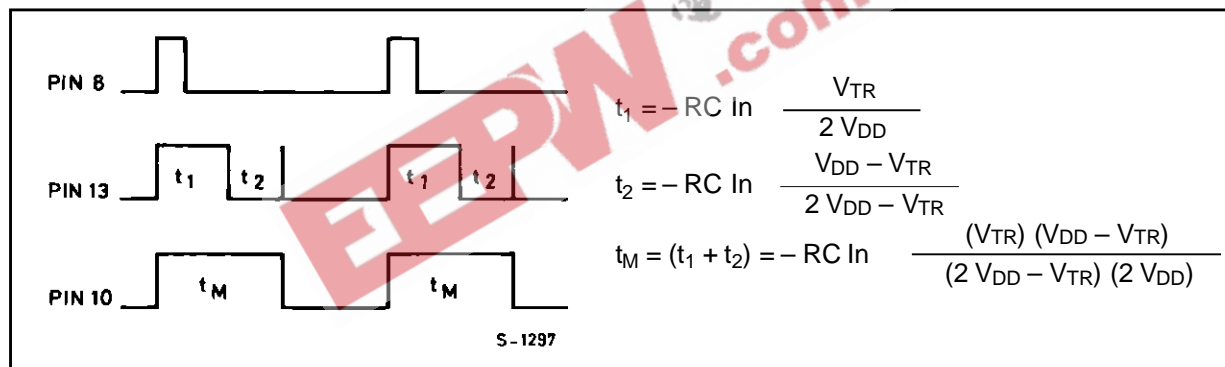 PIN 8
PIN 13
t1 t2 t1 t2
PIN 10
tM tM
S-1297
t1 = – RC ln VTR / 2 VDD
t2 = – RC ln VDD – VTR / 2 VDD – VTR
tM = (t1 + t2) = – RC ln (VTR) (VDD – VTR) / (2 VDD – VTR) (2 VDD)
EEPW.com